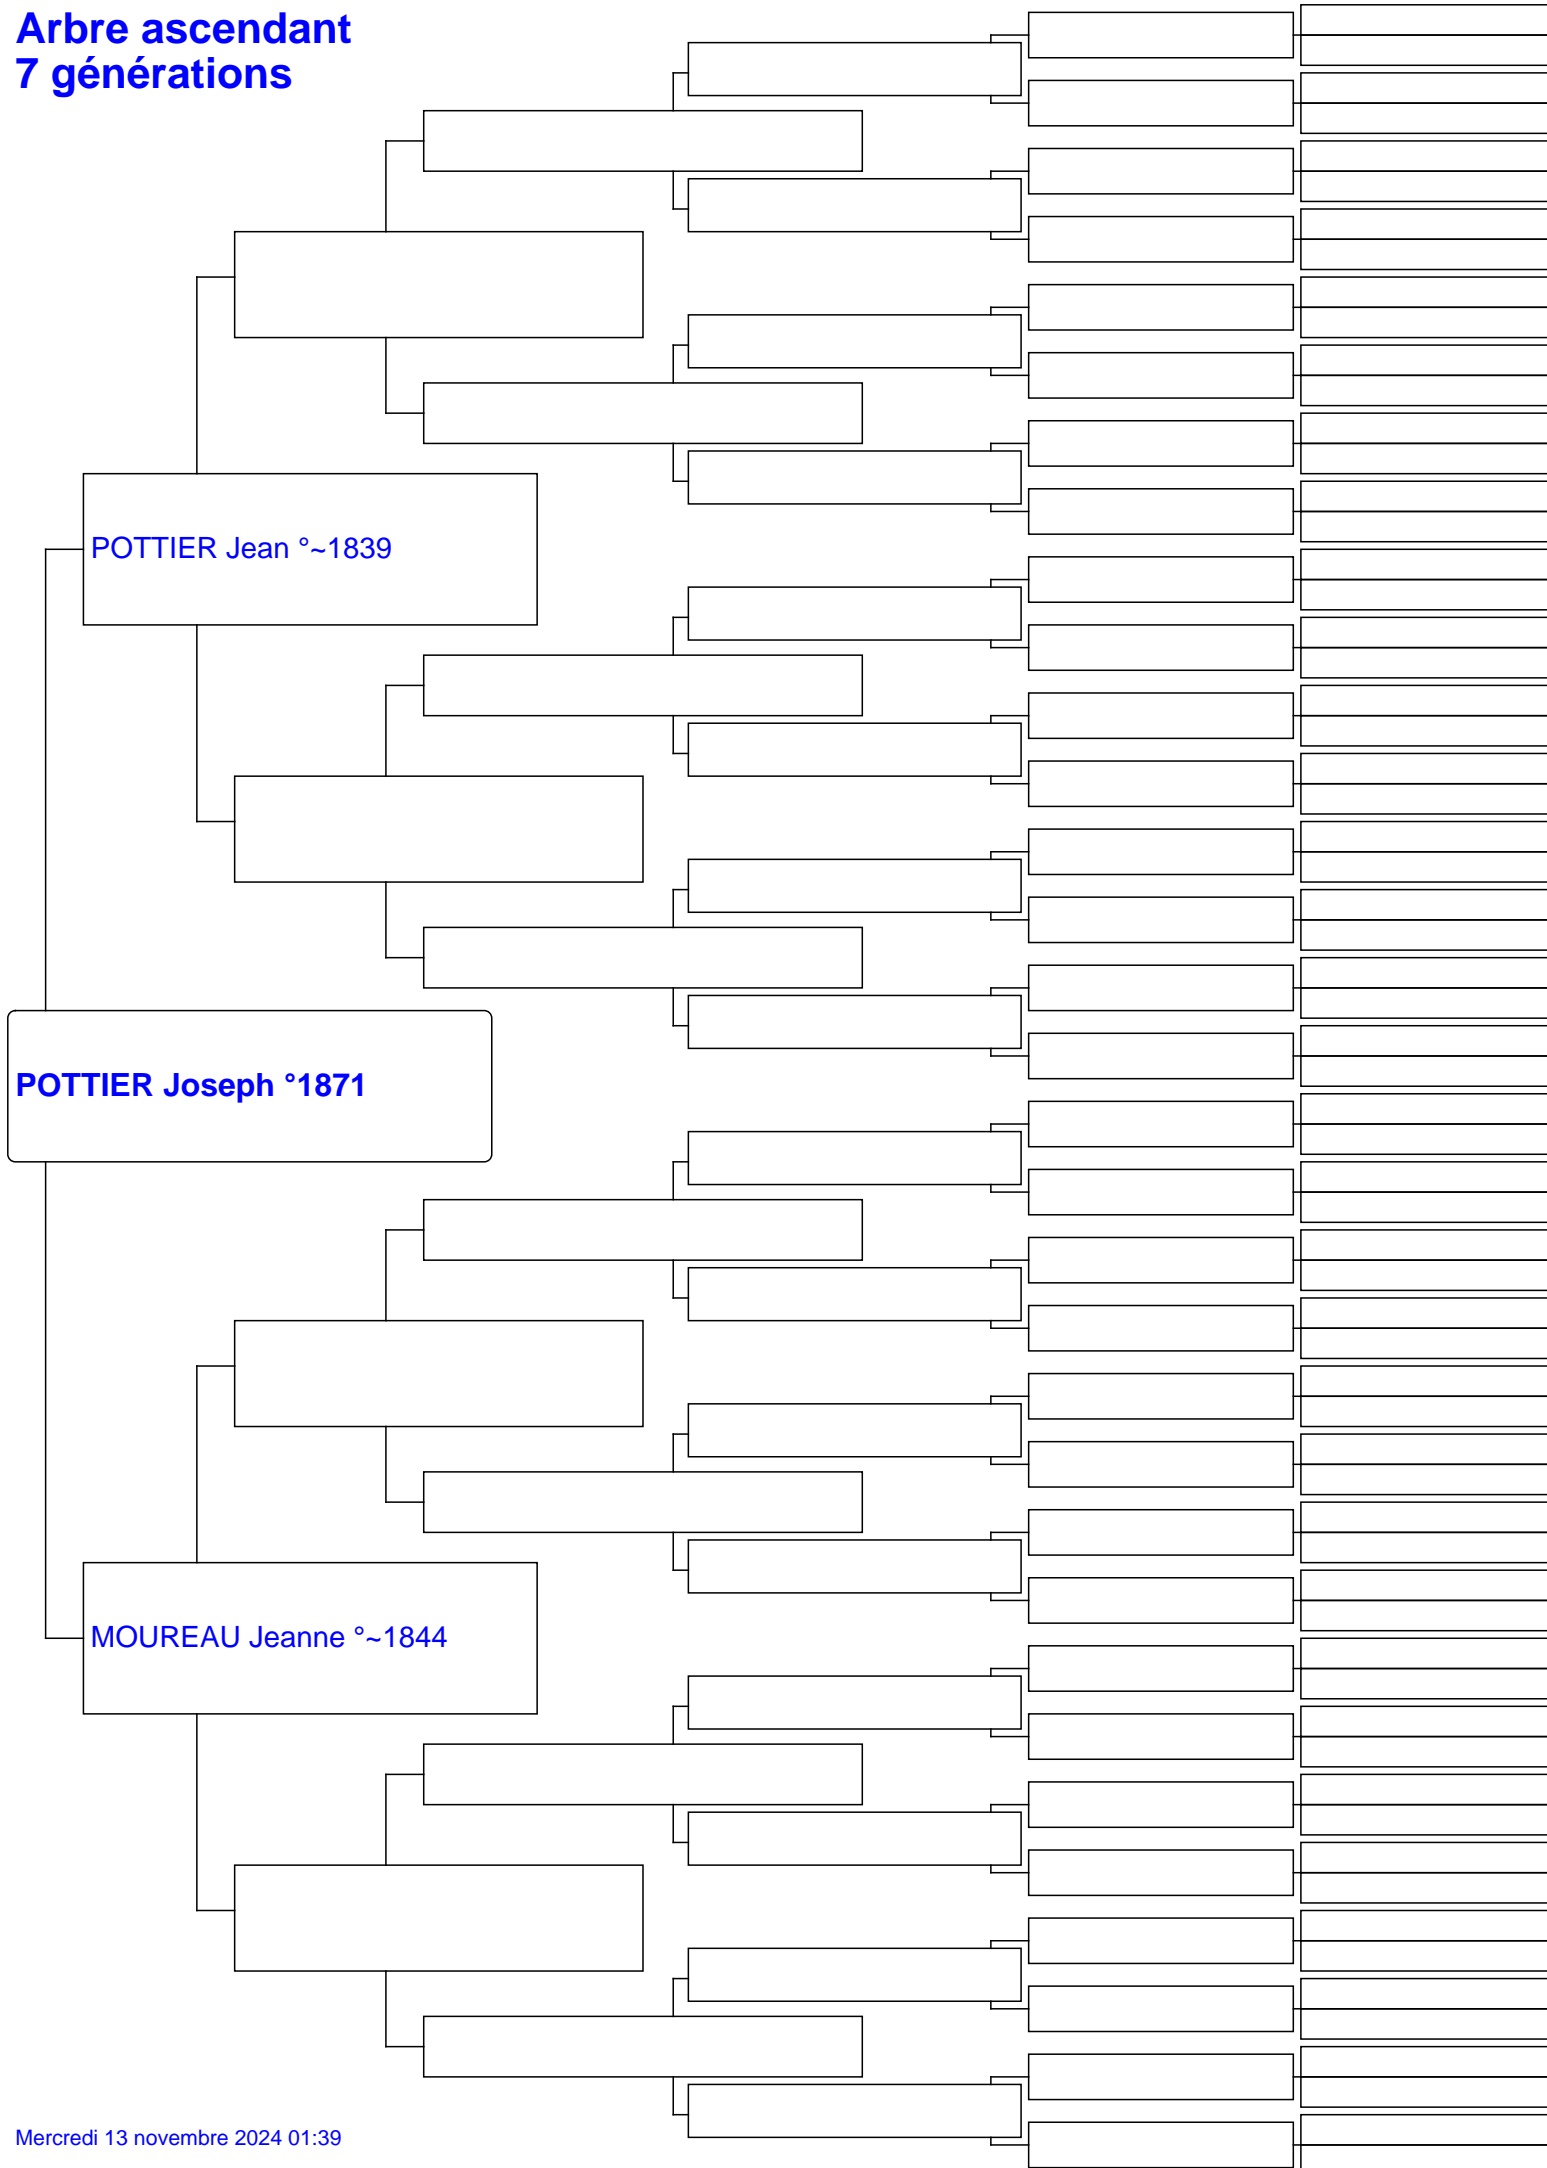 Arbre ascendant
7 générations
POTTIER Jean °~1839
POTTIER Joseph °1871
MOUREAU Jeanne °~1844
Mercredi 13 novembre 2024 01:39